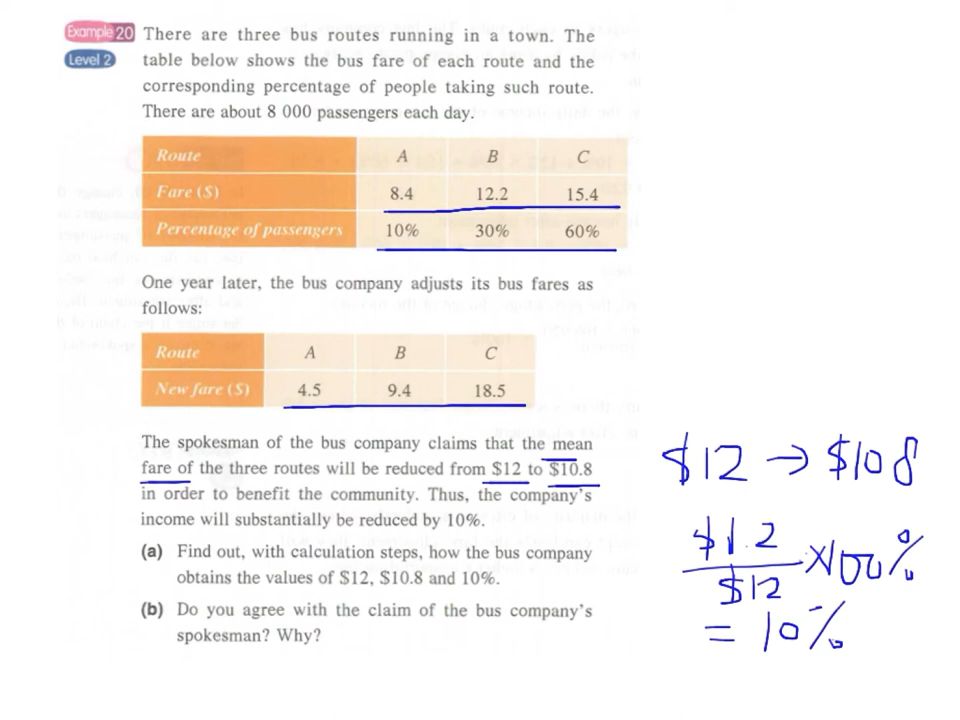 Example 20 There are three bus routes running in a town. The
Level 2 table below shows the bus fare of each route and the
corresponding percentage of people taking such route.
There are about 8 000 passengers each day.
Route A B C
Fare ($) 8.4 12.2 15.4
Percentage of passengers 10% 30% 60%
One year later, the bus company adjusts its bus fares as
follows:
Route A B C
New fare ($) 4.5 9.4 18.5
The spokesman of the bus company claims that the mean
fare of the three routes will be reduced from $12 to $10.8
in order to benefit the community. Thus, the company's
income will substantially be reduced by 10%.
(a) Find out, with calculation steps, how the bus company
obtains the values of $12, $10.8 and 10%.
(b) Do you agree with the claim of the bus company's
spokesman? Why?
$12 → $10.8
$1.2
$12
×100%
= 10%